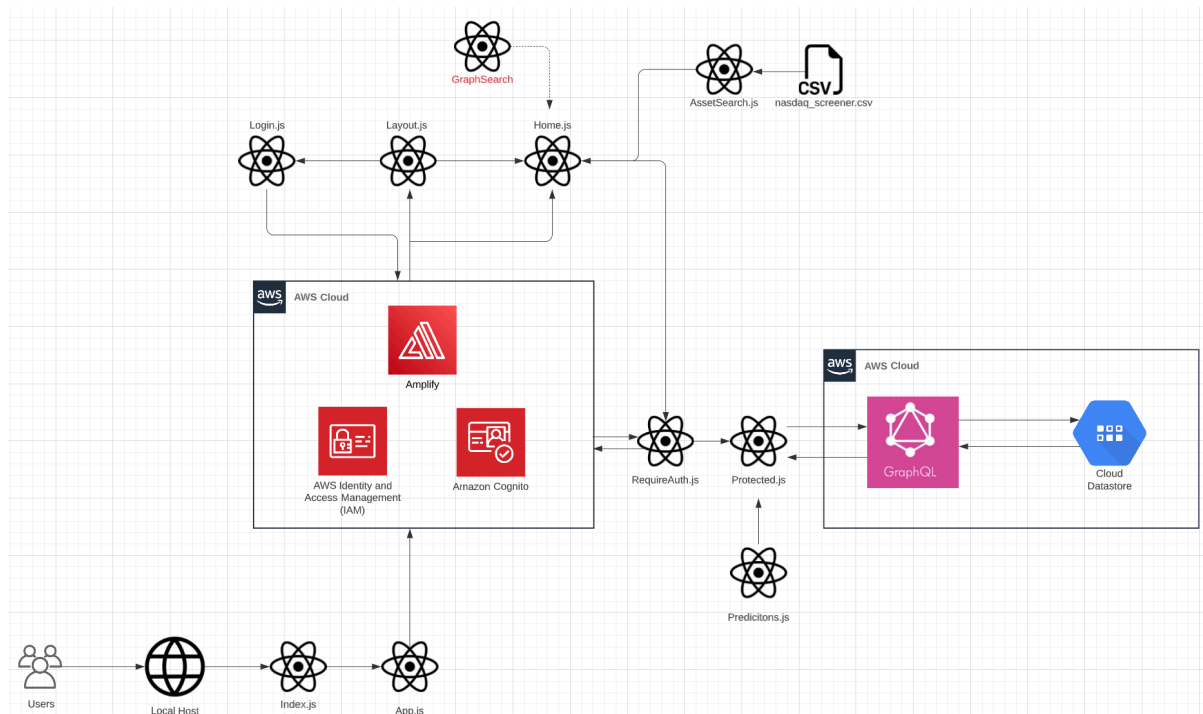 GraphSearch
CSV
AssetSearch.js
nasdaq_screener.csv
Login.js
Layout.js
Home.js
aws
AWS Cloud
Amplify
AWS Identity and
Access Management
(IAM)
Amazon Cognito
RequireAuth.js
Protected.js
aws
AWS Cloud
GraphQL
Cloud
Datastore
Predicitons.js
Users
Local Host
Index.js
App.js